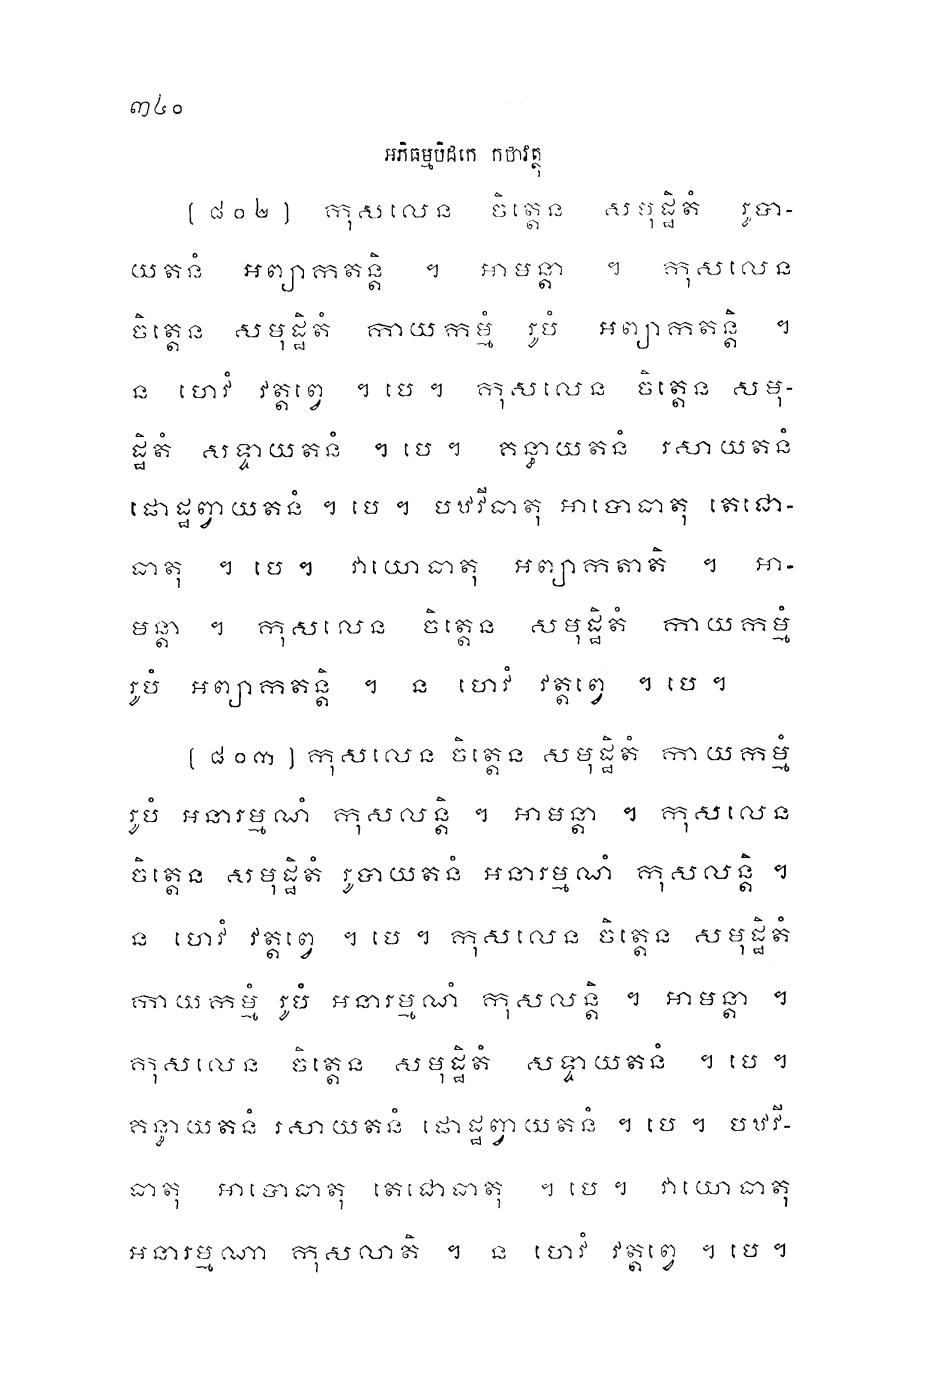 ៣៤០
អភិធម្មបិដកេ កថាវត្ថុ
[ ៨០២ ] កុសលេន ចិត្តេន សមុដ្ឋិតំ រូបា-
យតនំ អព្យាកតន្តិ ។ អាមន្តា ។ កុសលេន
ចិត្តេន សមុដ្ឋិតំ កាយកម្មំ រូបំ អព្យាកតន្តិ ។
ន ហេវំ វត្តព្វេ ។ បេ ។ កុសលេន ចិត្តេន សមុ-
ដ្ឋិតំ សទ្ទាយតនំ ។ បេ ។ គន្ធាយតនំ រសាយតនំ
ផោដ្ឋព្វាយតនំ ។ បេ ។ បឋវីធាតុ អាបោធាតុ តេជោ-
ធាតុ ។ បេ ។ វាយោធាតុ អព្យាកតាតិ ។ អា-
មន្តា ។ កុសលេន ចិត្តេន សមុដ្ឋិតំ កាយកម្មំ
រូបំ អព្យាកតន្តិ ។ ន ហេវំ វត្តព្វេ ។ បេ ។
[ ៨០៣ ] កុសលេន ចិត្តេន សមុដ្ឋិតំ កាយកម្មំ
រូបំ អនារម្មណំ កុសលន្តិ ។ អាមន្តា ។ កុសលេន
ចិត្តេន សមុដ្ឋិតំ រូបាយតនំ អនារម្មណំ កុសលន្តិ ។
ន ហេវំ វត្តព្វេ ។ បេ ។ កុសលេន ចិត្តេន សមុដ្ឋិតំ
កាយកម្មំ រូបំ អនារម្មណំ កុសលន្តិ ។ អាមន្តា ។
កុសលេន ចិត្តេន សមុដ្ឋិតំ សទ្ទាយតនំ ។ បេ ។
គន្ធាយតនំ រសាយតនំ ផោដ្ឋព្វាយតនំ ។ បេ ។ បឋវី-
ធាតុ អាបោធាតុ តេជោធាតុ ។ បេ ។ វាយោធាតុ
អនារម្មណា កុសលាតិ ។ ន ហេវំ វត្តព្វេ ។ បេ ។